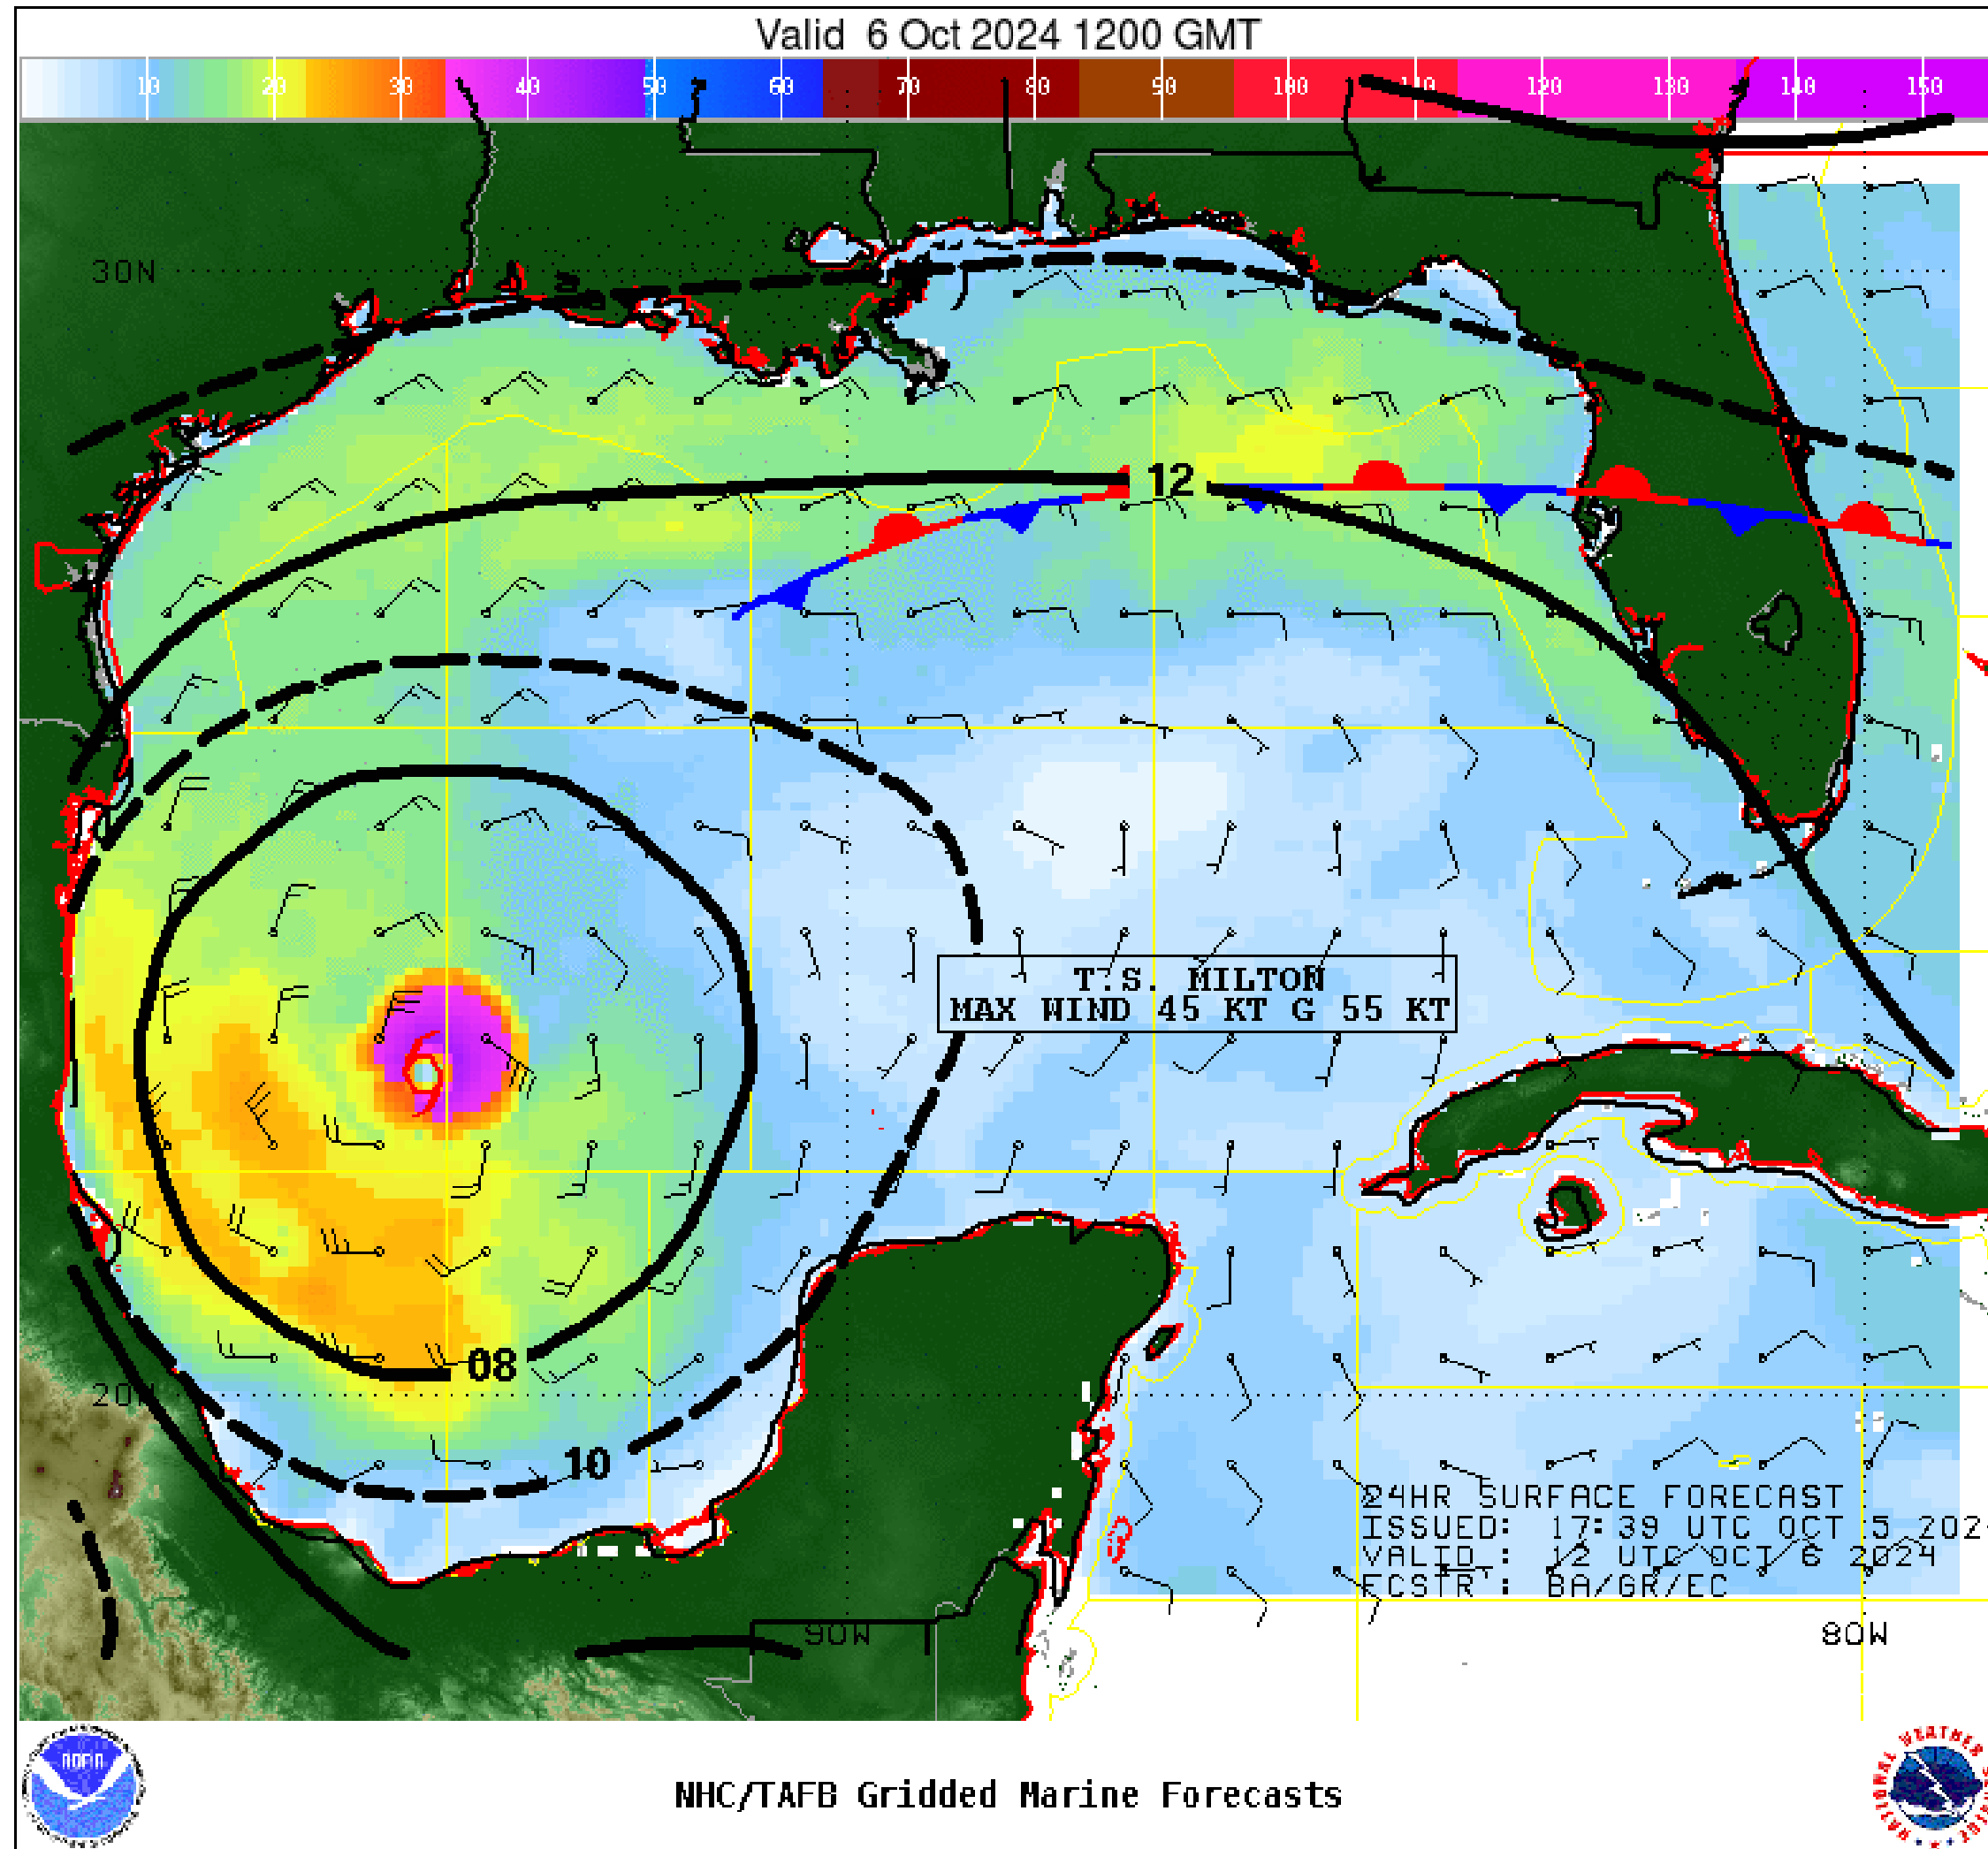 Valid 6 Oct 2024 1200 GMT
10 20 30 40 50 60 70 80 90 100 110 120 130 140 150
30N
12
T.S. MILTON
MAX WIND 45 KT G 55 KT
08
20N
10
24HR SURFACE FORECAST
ISSUED: 17:39 UTC OCT 5 202
VALID : 12 UTC OCT 6 2024
FCSTR : BA/GR/EC
90W 80W
NOAA
NHC/TAFB Gridded Marine Forecasts
NATIONAL WEATHER